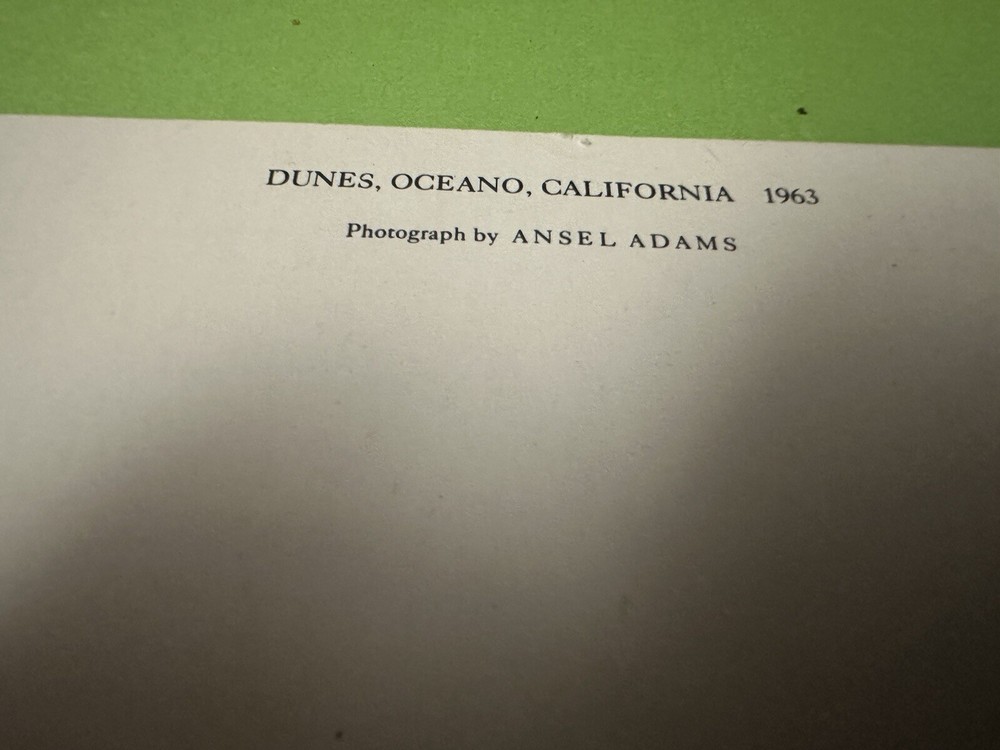 DUNES, OCEANO, CALIFORNIA 1963
Photograph by ANSEL ADAMS